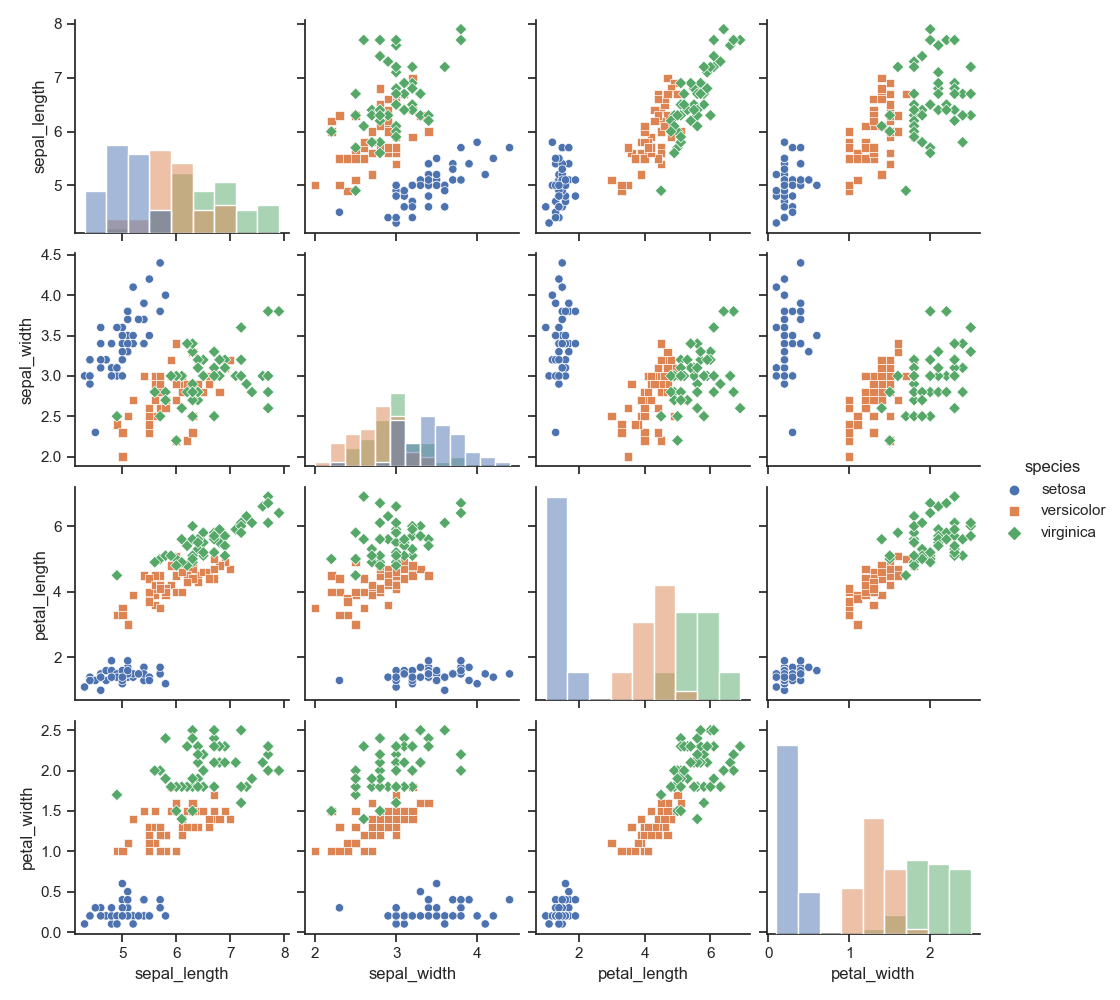 8
7
6
5
sepal_length
4.5
4.0
3.5
3.0
2.5
2.0
sepal_width
species
setosa
versicolor
virginica
6
4
2
petal_length
2.5
2.0
1.5
1.0
0.5
0.0
petal_width
5 6 7 8 2 3 4 2 4 6 0 1 2
sepal_length sepal_width petal_length petal_width